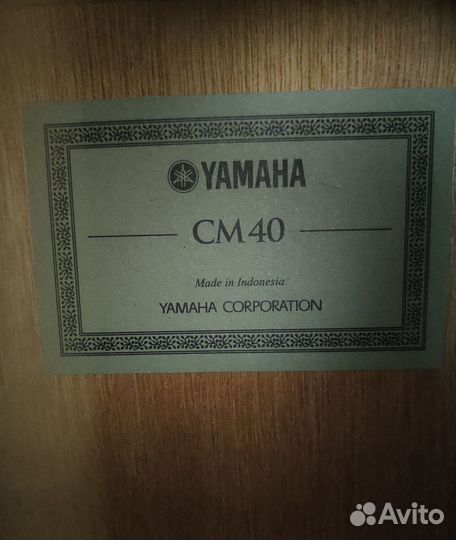 YAMAHA
CM40
Made in Indonesia
YAMAHA CORPORATION
Avito